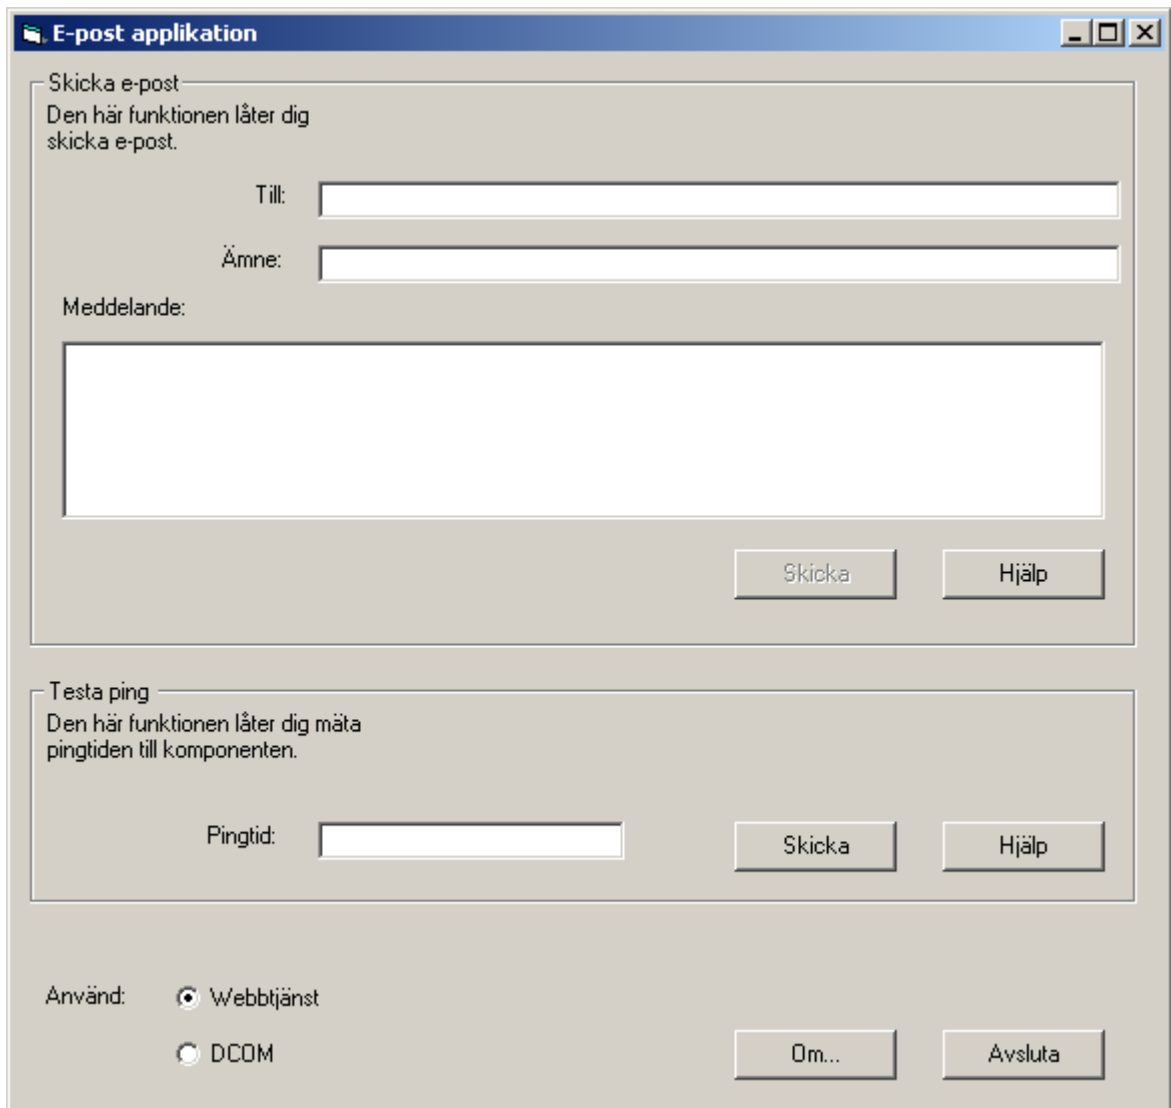 E-post applikation
Skicka e-post
Den här funktionen låter dig
skicka e-post.
Till:
Ämne:
Meddelande:
Skicka
Hjälp
Testa ping
Den här funktionen låter dig mäta
pingtiden till komponenten.
Pingtid:
Skicka
Hjälp
Använd:
Webbtjänst
DCOM
Om...
Avsluta